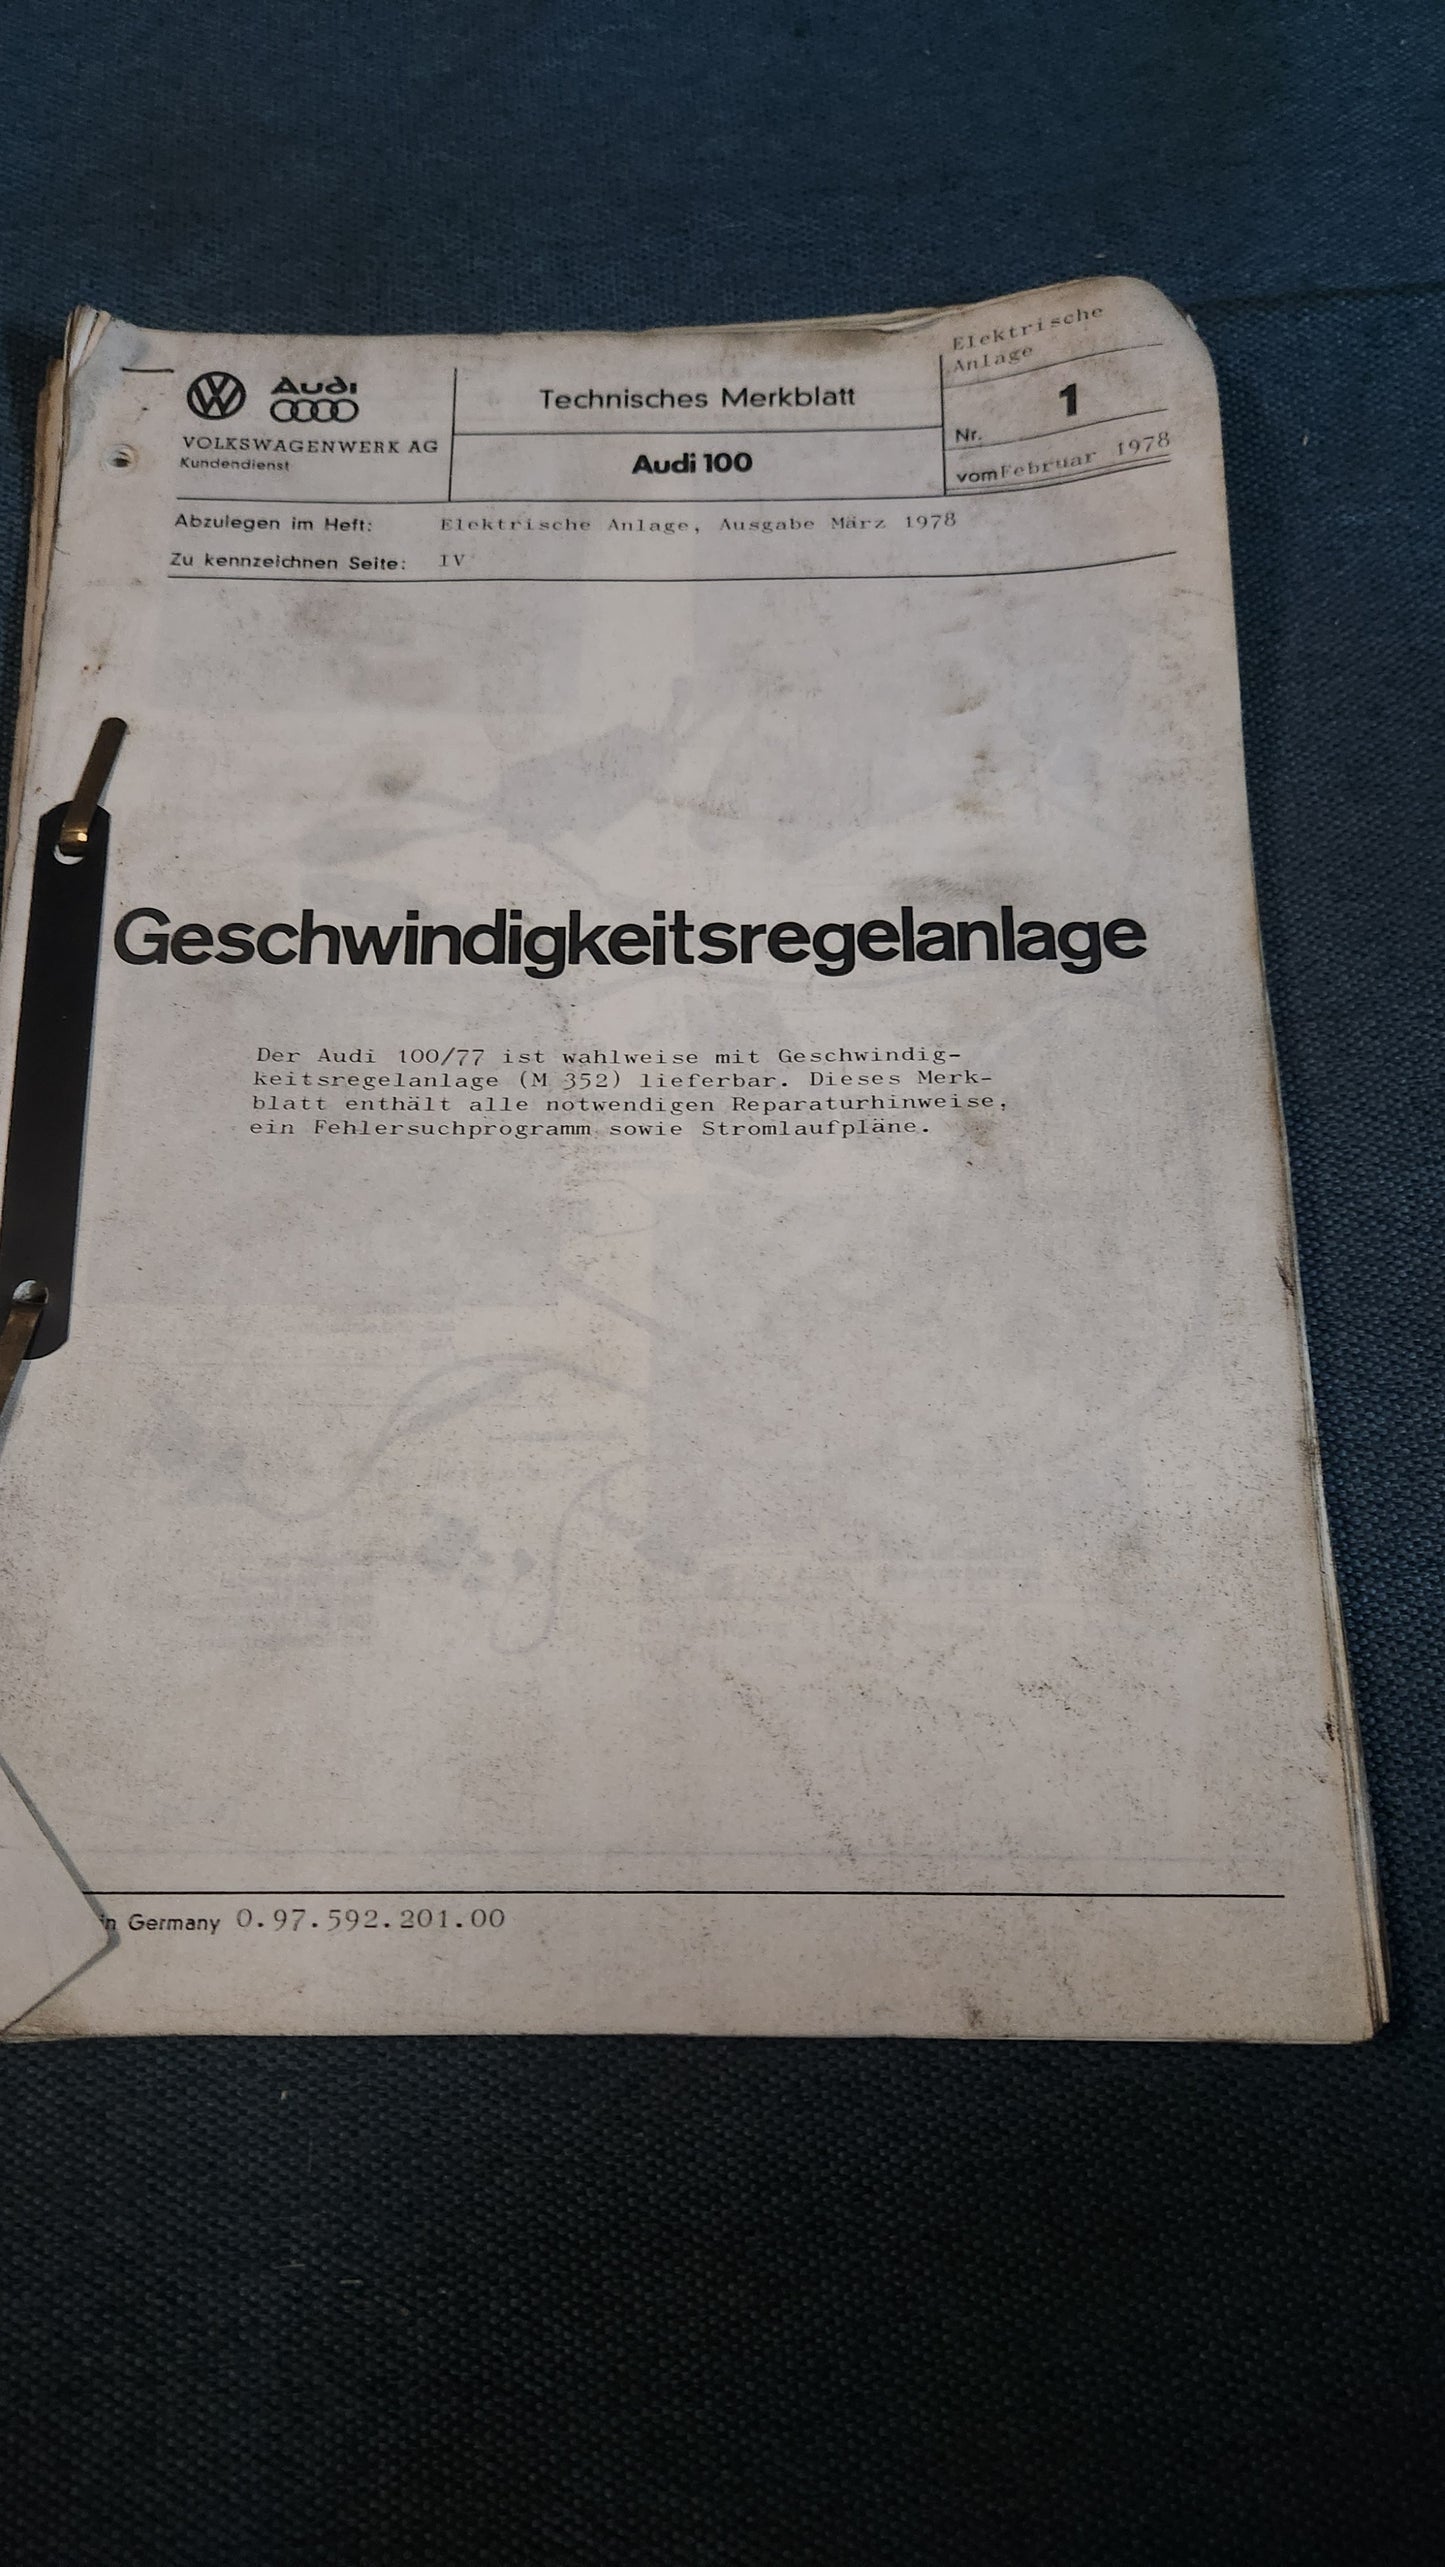 Audi
VOLKSWAGENWERK AG
Kundendienst
Technisches Merkblatt
Audi 100
Elektrische
Anlage
Nr. 1
vom Februar 1978
Abzulegen im Heft: Elektrische Anlage, Ausgabe März 1978
Zu kennzeichnen Seite: IV
Geschwindigkeitsregelanlage
Der Audi 100/77 ist wahlweise mit Geschwindig-
keitsregelanlage (M 352) lieferbar. Dieses Merk-
blatt enthält alle notwendigen Reparaturhinweise,
ein Fehlersuchprogramm sowie Stromlaufpläne.
in Germany 0.97.592.201.00